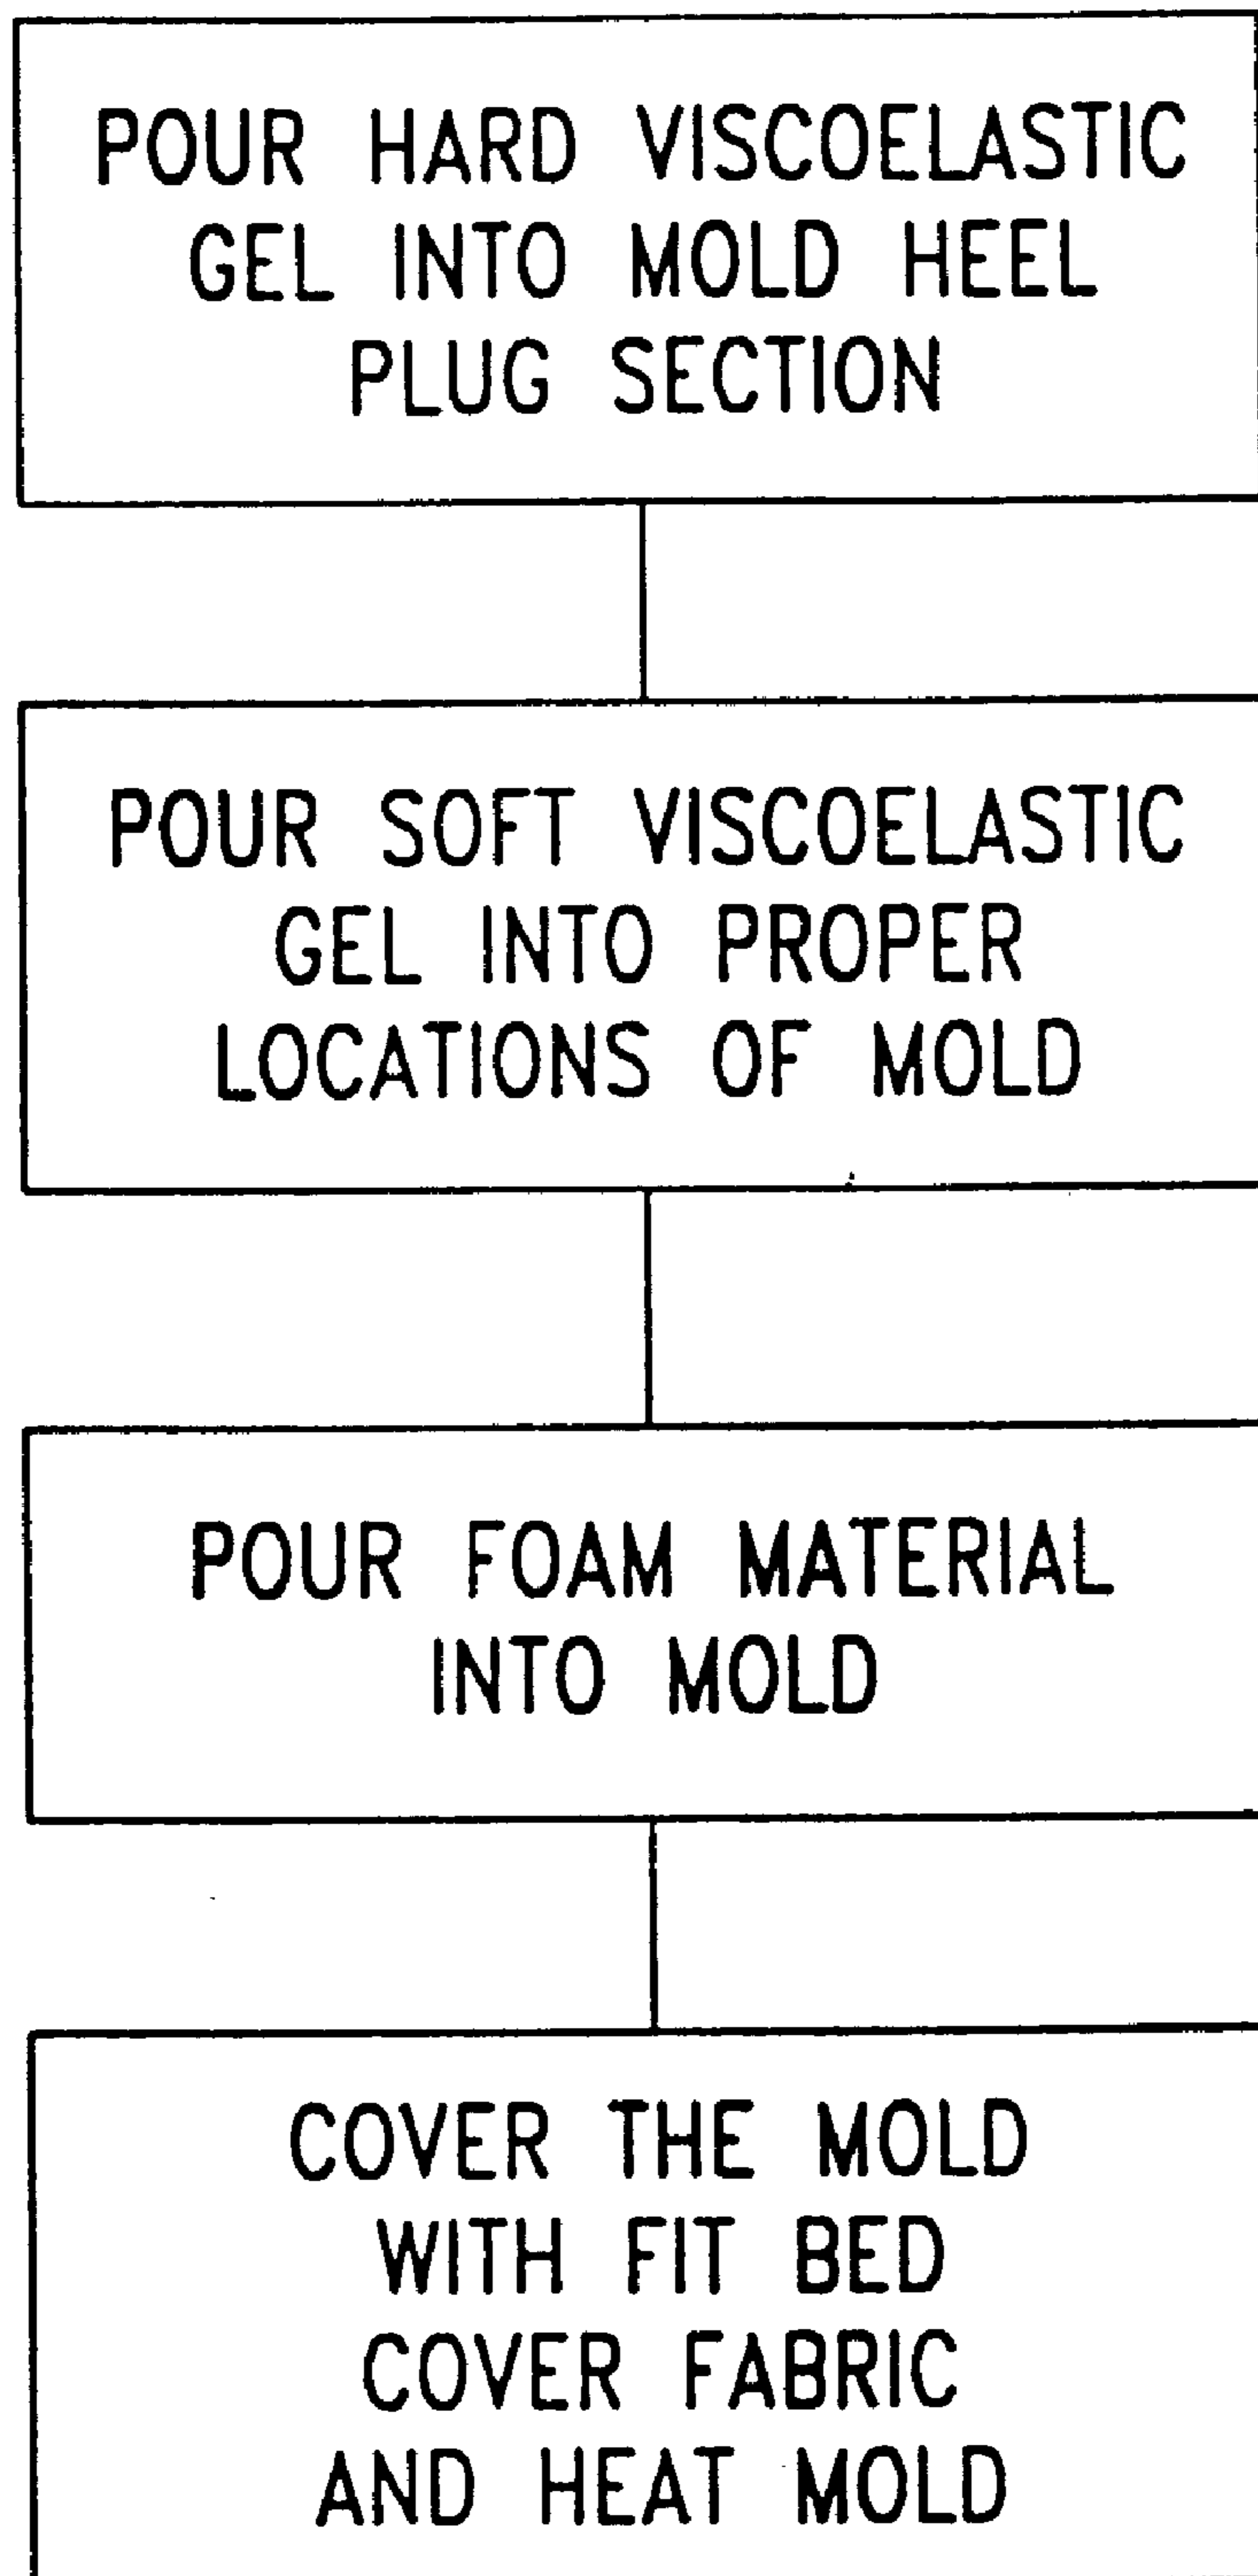 POUR HARD VISCOELASTIC
GEL INTO MOLD HEEL
PLUG SECTION
POUR SOFT VISCOELASTIC
GEL INTO PROPER
LOCATIONS OF MOLD
POUR FOAM MATERIAL
INTO MOLD
COVER THE MOLD
WITH FIT BED
COVER FABRIC
AND HEAT MOLD